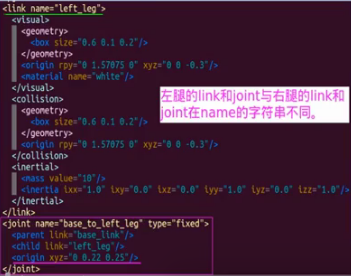 <link name="left_leg">
<visual>
<geometry>
<box size="0.6 0.1 0.2"/>
</geometry>
<origin rpy="0 1.57075 0" xyz="0 0 -0.3"/>
<material name="white"/>
</visual>
<collision>
<geometry>
<box size="0.6 0.1 0.2"/>
</geometry>
<origin rpy="0 1.57075 0" xyz="0 0 -0.3"/>
</collision>
<inertial>
<mass value="10"/>
<inertia ixx="1.0" ixy="0.0" ixz="0.0" iyy="1.0" iyz="0.0" izz="1.0"/>
</inertial>
</link>
<joint name="base_to_left_leg" type="fixed">
<parent link="base_link"/>
<child link="left_leg"/>
<origin xyz="0 0.22 0.25"/>
</joint>
左腿的link和joint与右腿的link和
joint在name的字符串不同。